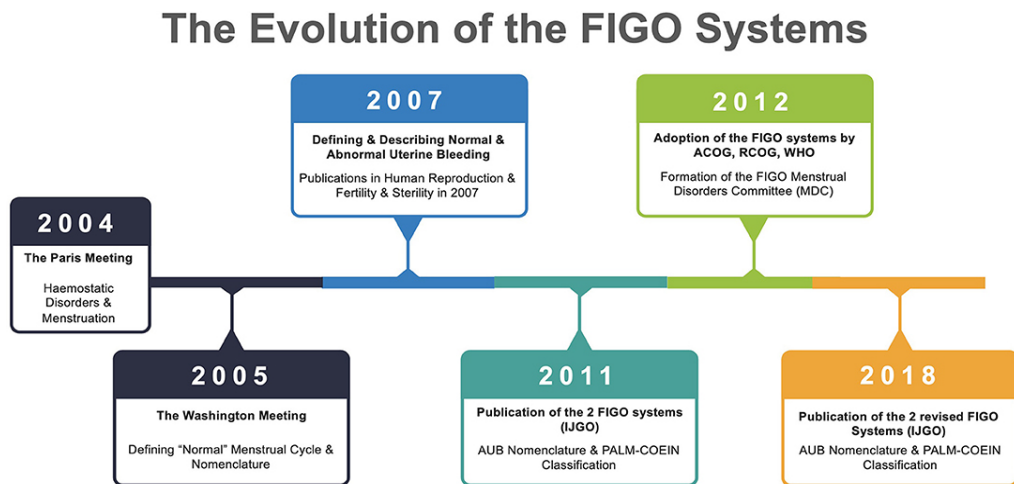 The Evolution of the FIGO Systems
2004
The Paris Meeting
Haemostatic
Disorders &
Menstruation
2005
The Washington Meeting
Defining “Normal” Menstrual Cycle &
Nomenclature
2007
Defining & Describing Normal &
Abnormal Uterine Bleeding
Publications in Human Reproduction &
Fertility & Sterility in 2007
2011
Publication of the 2 FIGO systems
(IJGO)
AUB Nomenclature & PALM-COEIN
Classification
2012
Adoption of the FIGO systems by
ACOG, RCOG, WHO
Formation of the FIGO Menstrual
Disorders Committee (MDC)
2018
Publication of the 2 revised FIGO
Systems (IJGO)
AUB Nomenclature & PALM-COEIN
Classification